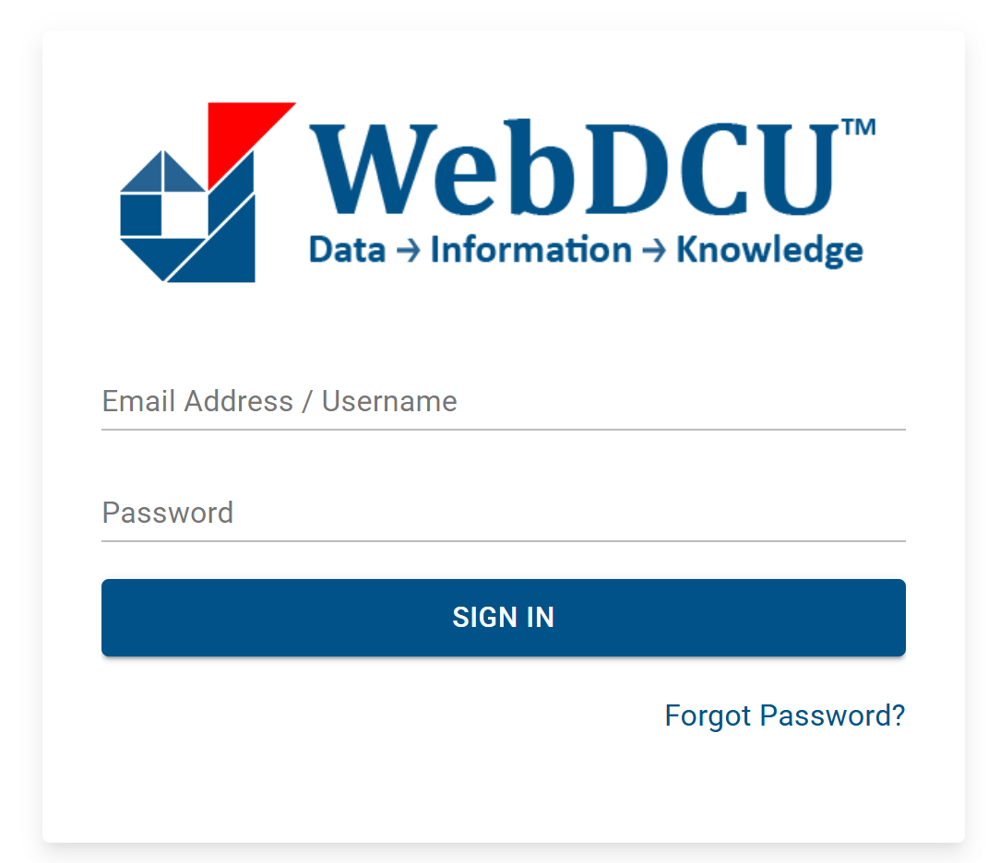 WebDCU™
Data → Information → Knowledge
Email Address / Username
Password
SIGN IN
Forgot Password?